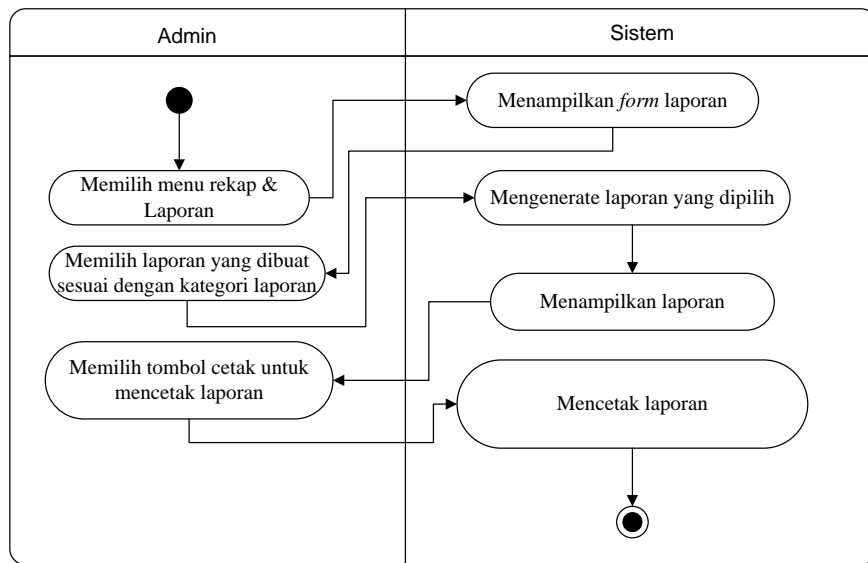 Admin
Sistem
Menampilkan form laporan
Memilih menu rekap &
Laporan
Mengenerate laporan yang dipilih
Memilih laporan yang dibuat
sesuai dengan kategori laporan
Menampilkan laporan
Memilih tombol cetak untuk
mencetak laporan
Mencetak laporan